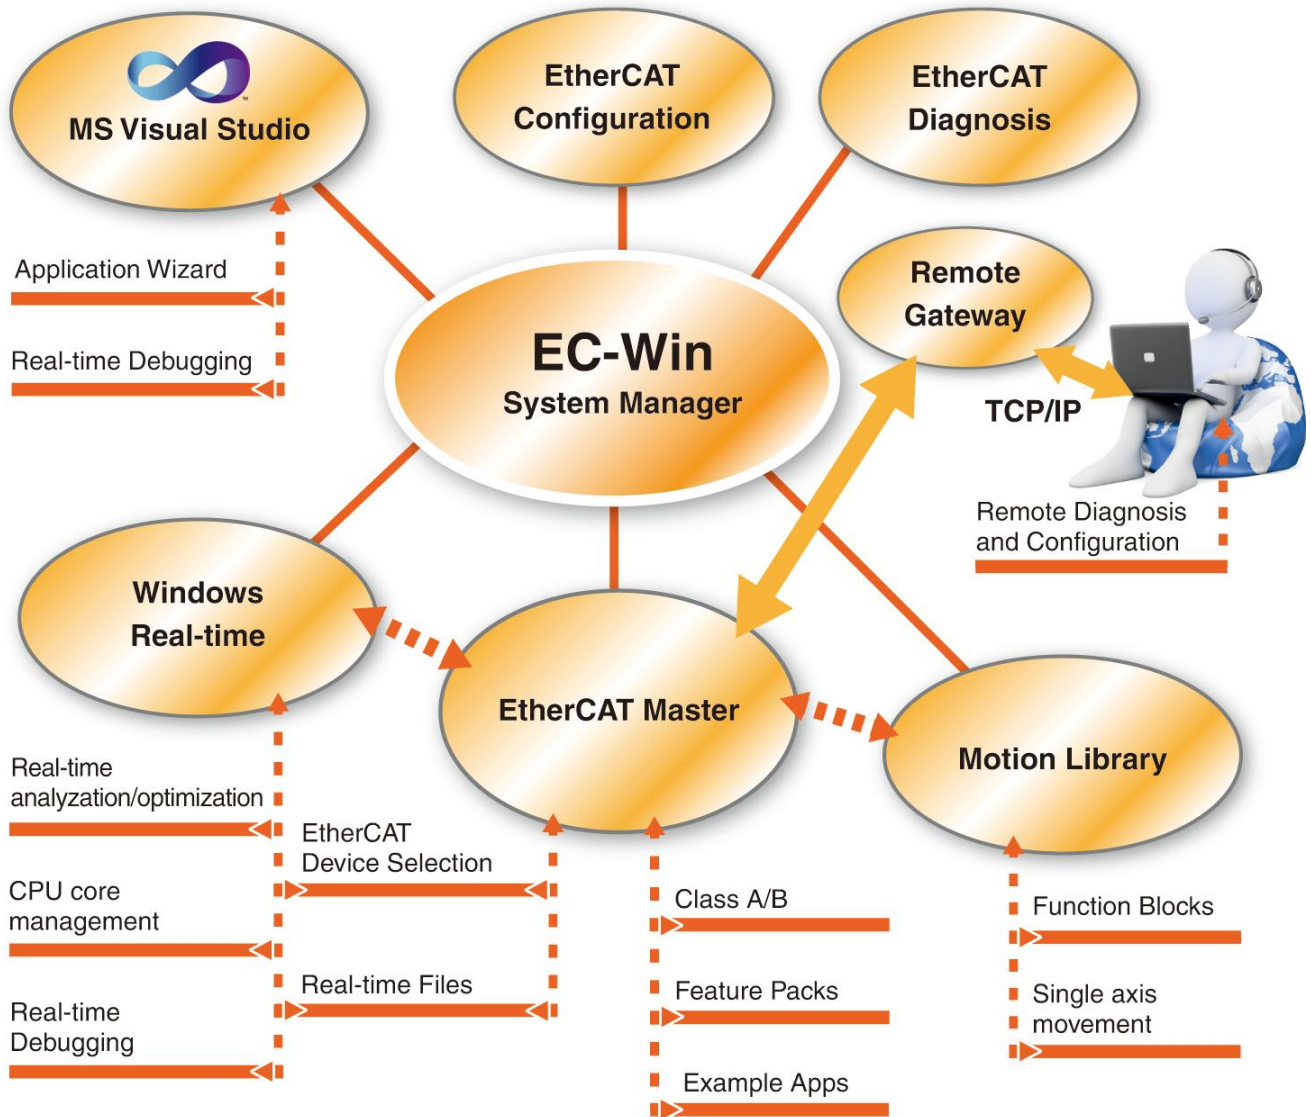 MS Visual Studio
EtherCAT
Configuration
EtherCAT
Diagnosis
Application Wizard
Real-time Debugging
EC-Win
System Manager
Remote
Gateway
TCP/IP
Remote Diagnosis
and Configuration
Windows
Real-time
EtherCAT Master
Motion Library
Real-time
analyzation/optimization
CPU core
management
Real-time
Debugging
EtherCAT
Device Selection
Real-time Files
Class A/B
Feature Packs
Example Apps
Function Blocks
Single axis
movement